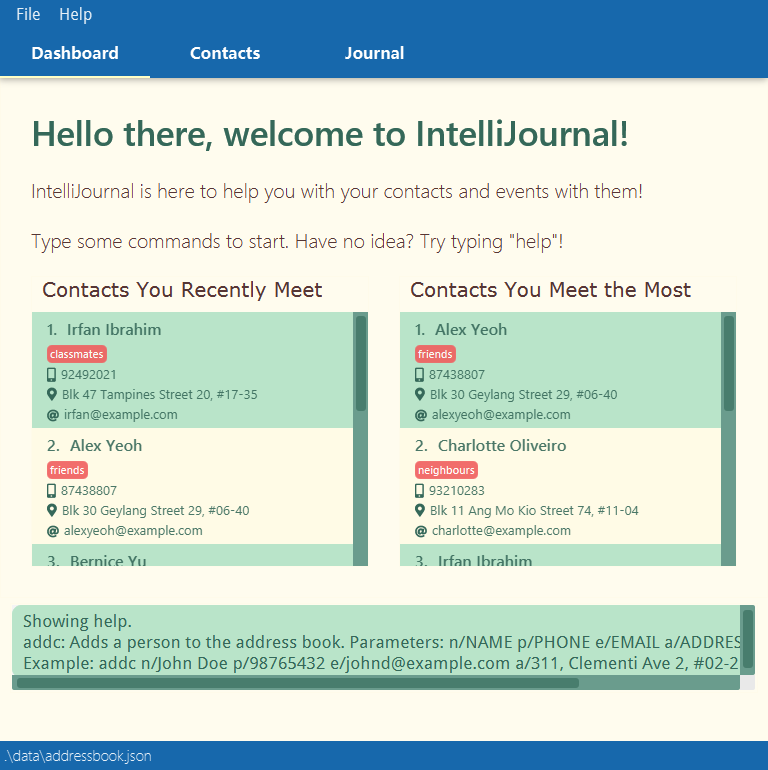 File Help
Dashboard Contacts Journal
Hello there, welcome to IntelliJournal!
IntelliJournal is here to help you with your contacts and events with them!
Type some commands to start. Have no idea? Try typing "help"!
Contacts You Recently Meet
1. Irfan Ibrahim
classmates
92492021
Blk 47 Tampines Street 20, #17-35
@ irfan@example.com
2. Alex Yeoh
friends
87438807
Blk 30 Geylang Street 29, #06-40
@ alexyeoh@example.com
3. Bernice Yu
Contacts You Meet the Most
1. Alex Yeoh
friends
87438807
Blk 30 Geylang Street 29, #06-40
@ alexyeoh@example.com
2. Charlotte Oliveiro
neighbours
93210283
Blk 11 Ang Mo Kio Street 74, #11-04
@ charlotte@example.com
3. Irfan Ibrahim
Showing help.
addc: Adds a person to the address book. Parameters: n/NAME p/PHONE e/EMAIL a/ADDRES
Example: addc n/John Doe p/98765432 e/johnd@example.com a/311, Clementi Ave 2, #02-2
.\data\addressbook.json